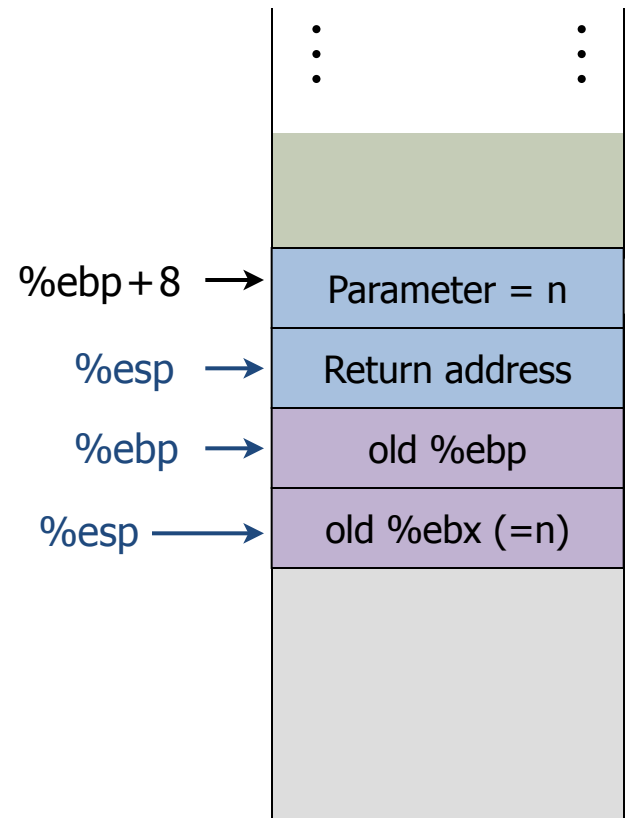 %ebp+8
Parameter = n
%esp
Return address
%ebp
old %ebp
%esp
old %ebx (=n)